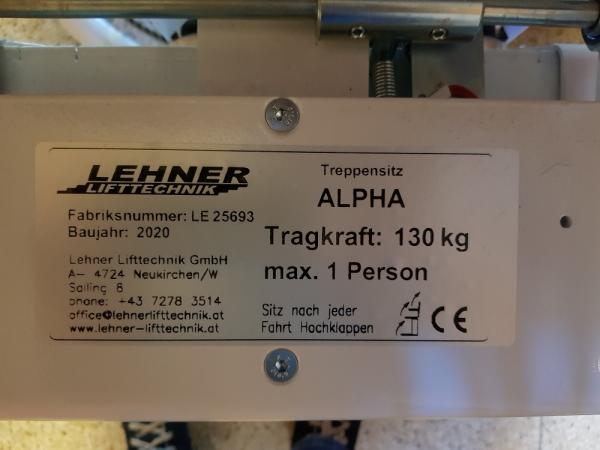 LEHNER
LIFTTECHNIK
Fabriksnummer: LE 25693
Baujahr: 2020
Lehner Lifttechnik GmbH
A- 4724 Neukirchen/W
Sailing 8
phone: +43 7278 3514
office@lehnerlifttechnik.at
www.lehner-lifttechnik.at
Treppensitz
ALPHA
Tragkraft: 130 kg
max. 1 Person
Sitz nach jeder
Fahrt Hochklappen
CE